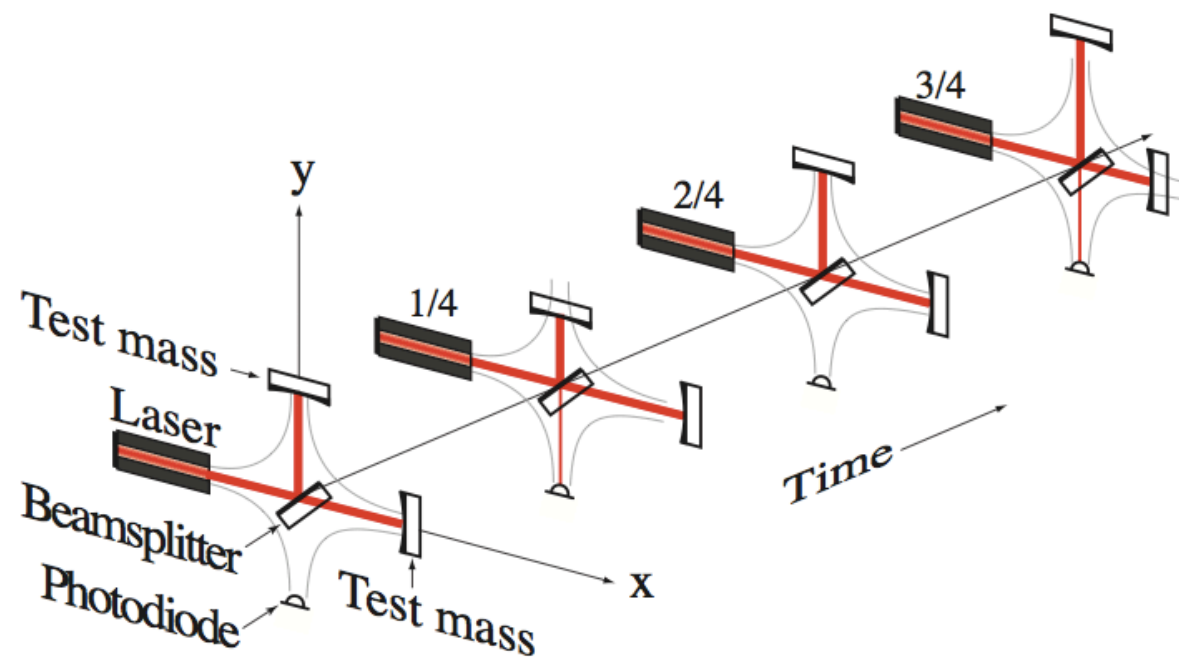 3/4
2/4
y
1/4
Test mass
Laser
Time
Beamsplitter
x
Photodiode
Test mass